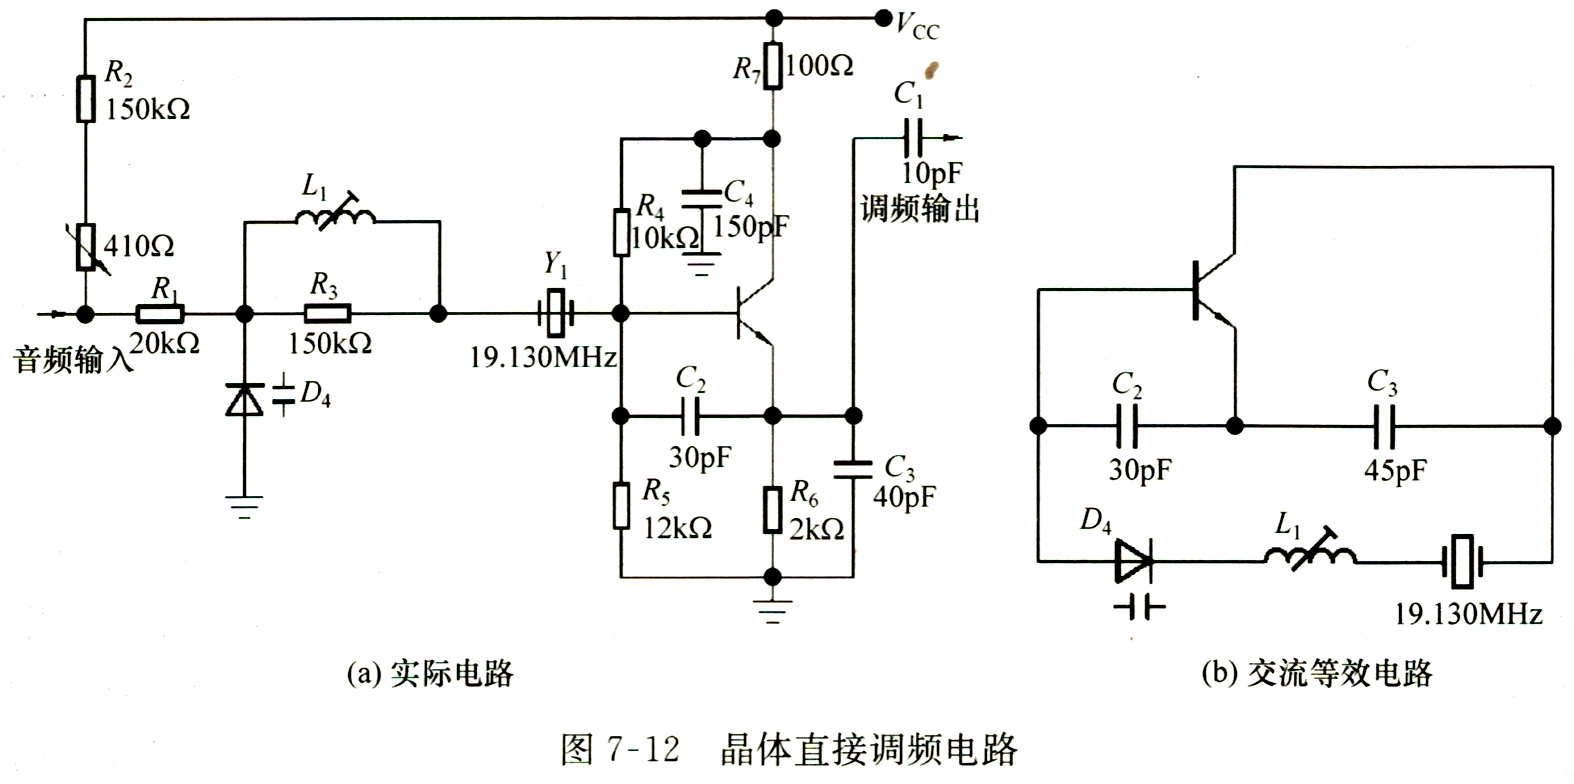 V_CC
R_2
150kΩ
R_7 100Ω
C_1
10pF
调频输出
L_1
410Ω
R_4
10kΩ
C_4
150pF
R_1
20kΩ
R_3
150kΩ
Y_1
19.130MHz
音频输入
D_4
C_2
30pF
R_5
12kΩ
R_6
2kΩ
C_3
40pF
C_2
30pF
C_3
45pF
D_4
L_1
19.130MHz
(a) 实际电路
(b) 交流等效电路
图 7-12 晶体直接调频电路